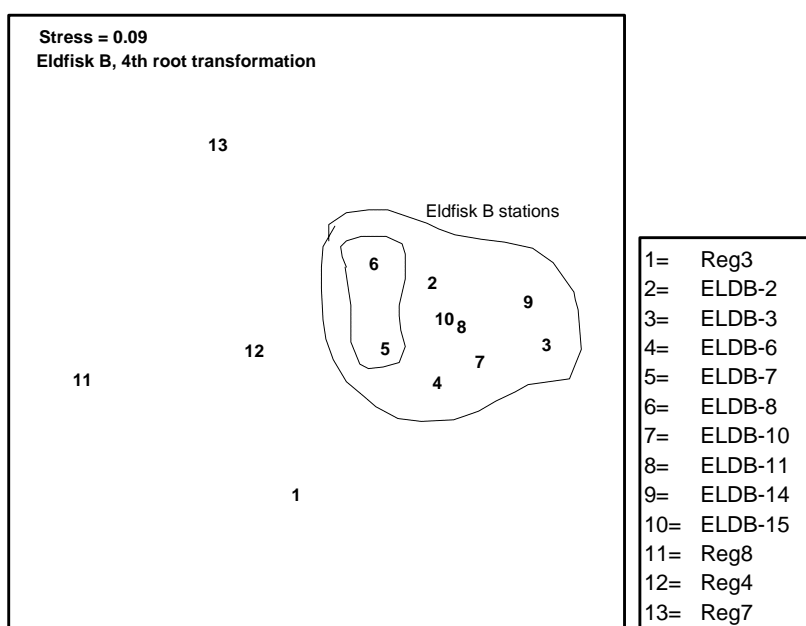 Stress = 0.09
Eldfisk B, 4th root transformation
13
Eldfisk B stations
6
2
9
10 8
12
5
3
7
11
4
1
1= Reg3
2= ELDB-2
3= ELDB-3
4= ELDB-6
5= ELDB-7
6= ELDB-8
7= ELDB-10
8= ELDB-11
9= ELDB-14
10= ELDB-15
11= Reg8
12= Reg4
13= Reg7